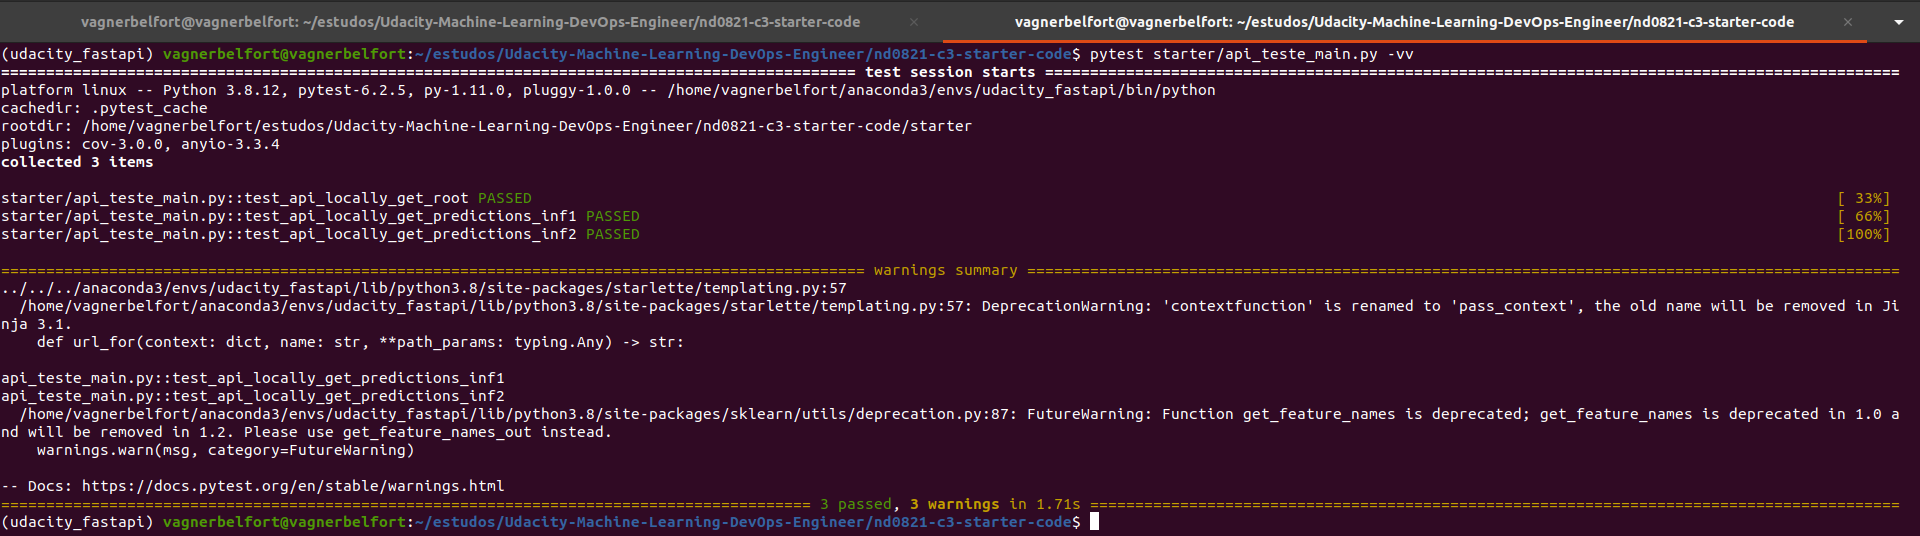 vagnerbelfort@vagnerbelfort: ~/estudos/Udacity-Machine-Learning-DevOps-Engineer/nd0821-c3-starter-code × vagnerbelfort@vagnerbelfort: ~/estudos/Udacity-Machine-Learning-DevOps-Engineer/nd0821-c3-starter-code ×
(udacity_fastapi) vagnerbelfort@vagnerbelfort:~/estudos/Udacity-Machine-Learning-DevOps-Engineer/nd0821-c3-starter-code$ pytest starter/api_teste_main.py -vv
=============================================================================================== test session starts ===============================================================================================
platform linux -- Python 3.8.12, pytest-6.2.5, py-1.11.0, pluggy-1.0.0 -- /home/vagnerbelfort/anaconda3/envs/udacity_fastapi/bin/python
cachedir: .pytest_cache
rootdir: /home/vagnerbelfort/estudos/Udacity-Machine-Learning-DevOps-Engineer/nd0821-c3-starter-code/starter
plugins: cov-3.0.0, anyio-3.3.4
collected 3 items
starter/api_teste_main.py::test_api_locally_get_root PASSED [ 33%]
starter/api_teste_main.py::test_api_locally_get_predictions_inf1 PASSED [ 66%]
starter/api_teste_main.py::test_api_locally_get_predictions_inf2 PASSED [100%]
================================================================================================ warnings summary =================================================================================================
../../../anaconda3/envs/udacity_fastapi/lib/python3.8/site-packages/starlette/templating.py:57
  /home/vagnerbelfort/anaconda3/envs/udacity_fastapi/lib/python3.8/site-packages/starlette/templating.py:57: DeprecationWarning: 'contextfunction' is renamed to 'pass_context', the old name will be removed in Ji
nja 3.1.
    def url_for(context: dict, name: str, **path_params: typing.Any) -> str:
api_teste_main.py::test_api_locally_get_predictions_inf1
api_teste_main.py::test_api_locally_get_predictions_inf2
  /home/vagnerbelfort/anaconda3/envs/udacity_fastapi/lib/python3.8/site-packages/sklearn/utils/deprecation.py:87: FutureWarning: Function get_feature_names is deprecated; get_feature_names is deprecated in 1.0 a
nd will be removed in 1.2. Please use get_feature_names_out instead.
    warnings.warn(msg, category=FutureWarning)
-- Docs: https://docs.pytest.org/en/stable/warnings.html
========================================================================================== 3 passed, 3 warnings in 1.71s ==========================================================================================
(udacity_fastapi) vagnerbelfort@vagnerbelfort:~/estudos/Udacity-Machine-Learning-DevOps-Engineer/nd0821-c3-starter-code$